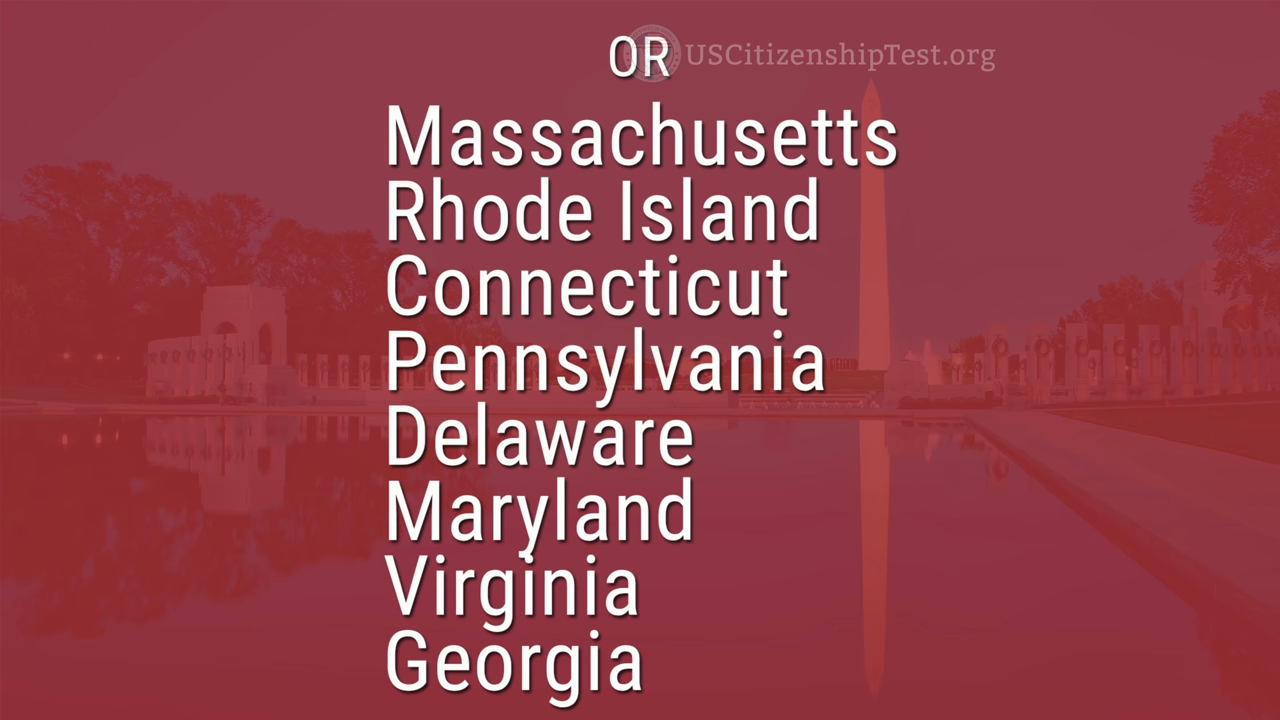 OR
USCitizenshipTest.org
Massachusetts
Rhode Island
Connecticut
Pennsylvania
Delaware
Maryland
Virginia
Georgia